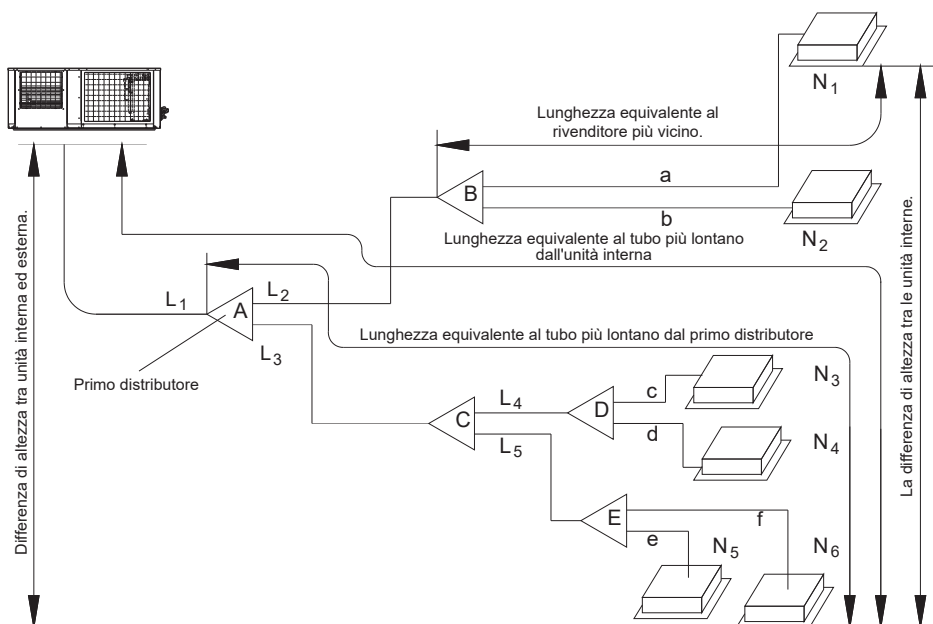 N1
Lunghezza equivalente al
rivenditore più vicino.
a
B
b
N2
Lunghezza equivalente al tubo più lontano
dall'unità interna
L1
A
L2
L3
Primo distributore
Lunghezza equivalente al tubo più lontano dal primo distributore
N3
L4
D
c
d
C
L5
N4
E
f
e
N5
N6
Differenza di altezza tra unità interna ed esterna.
La differenza di altezza tra le unità interne.